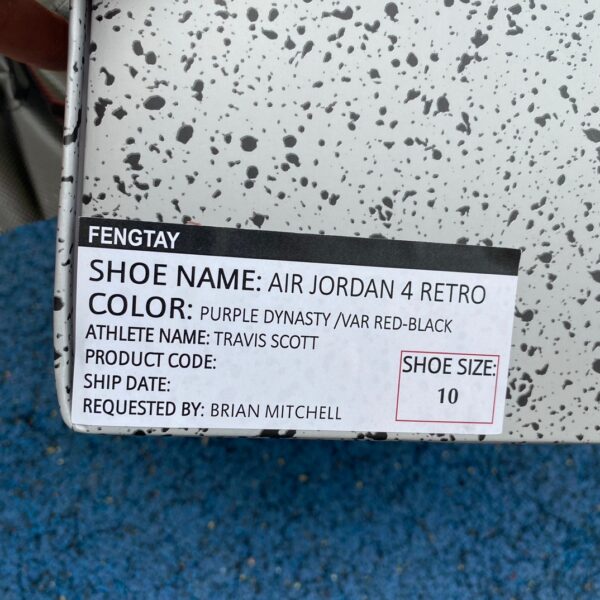 FENGTAY
SHOE NAME: AIR JORDAN 4 RETRO
COLOR: PURPLE DYNASTY /VAR RED-BLACK
ATHLETE NAME: TRAVIS SCOTT
PRODUCT CODE:
SHIP DATE:
REQUESTED BY: BRIAN MITCHELL
SHOE SIZE:
10